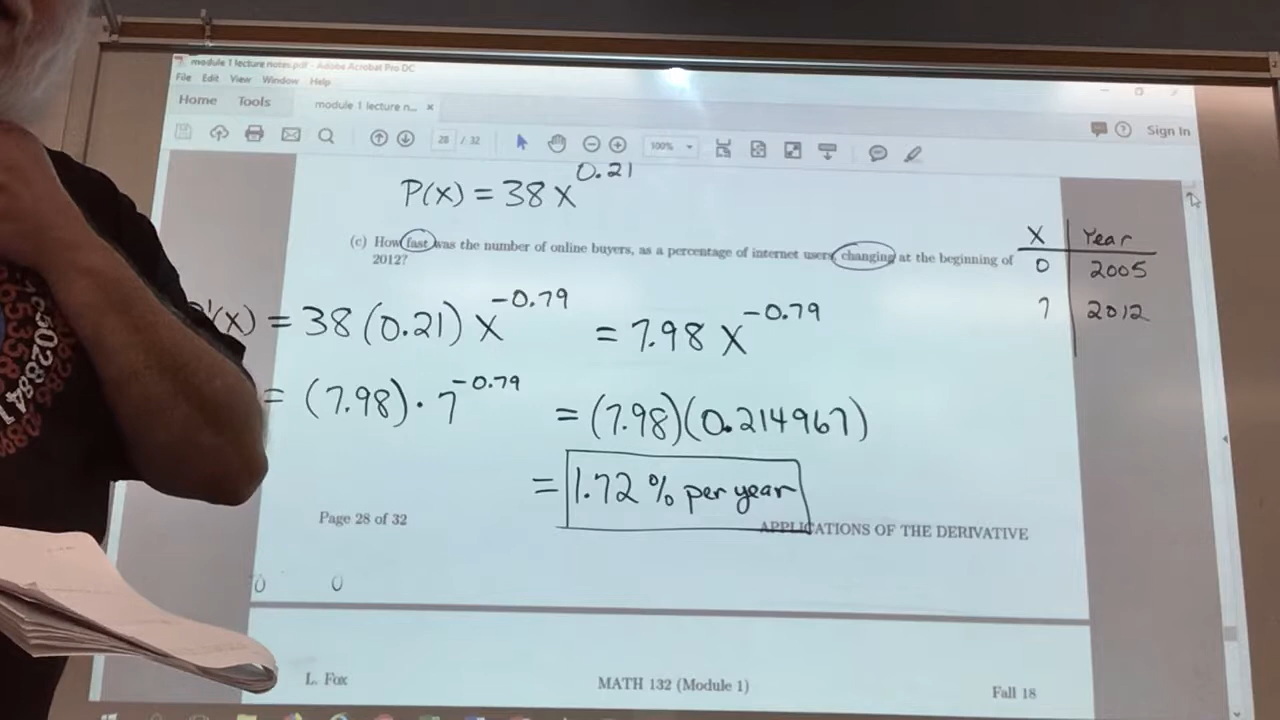 module 1 lecture notes.pdf - Adobe Acrobat Pro DC
File Edit View Window Help
Home Tools module 1 lecture n... ×
28 / 32 100% Sign In
P(x) = 38 x^0.21
(c) How fast was the number of online buyers, as a percentage of internet users, changing at the beginning of
2012?
X Year
0 2005
7 2012
'(x) = 38 (0.21) x^-0.79 = 7.98 x^-0.79
= (7.98) · 7^-0.79 = (7.98)(0.214967)
= 1.72 % per year
Page 28 of 32 APPLICATIONS OF THE DERIVATIVE
L. Fox MATH 132 (Module 1) Fall 18